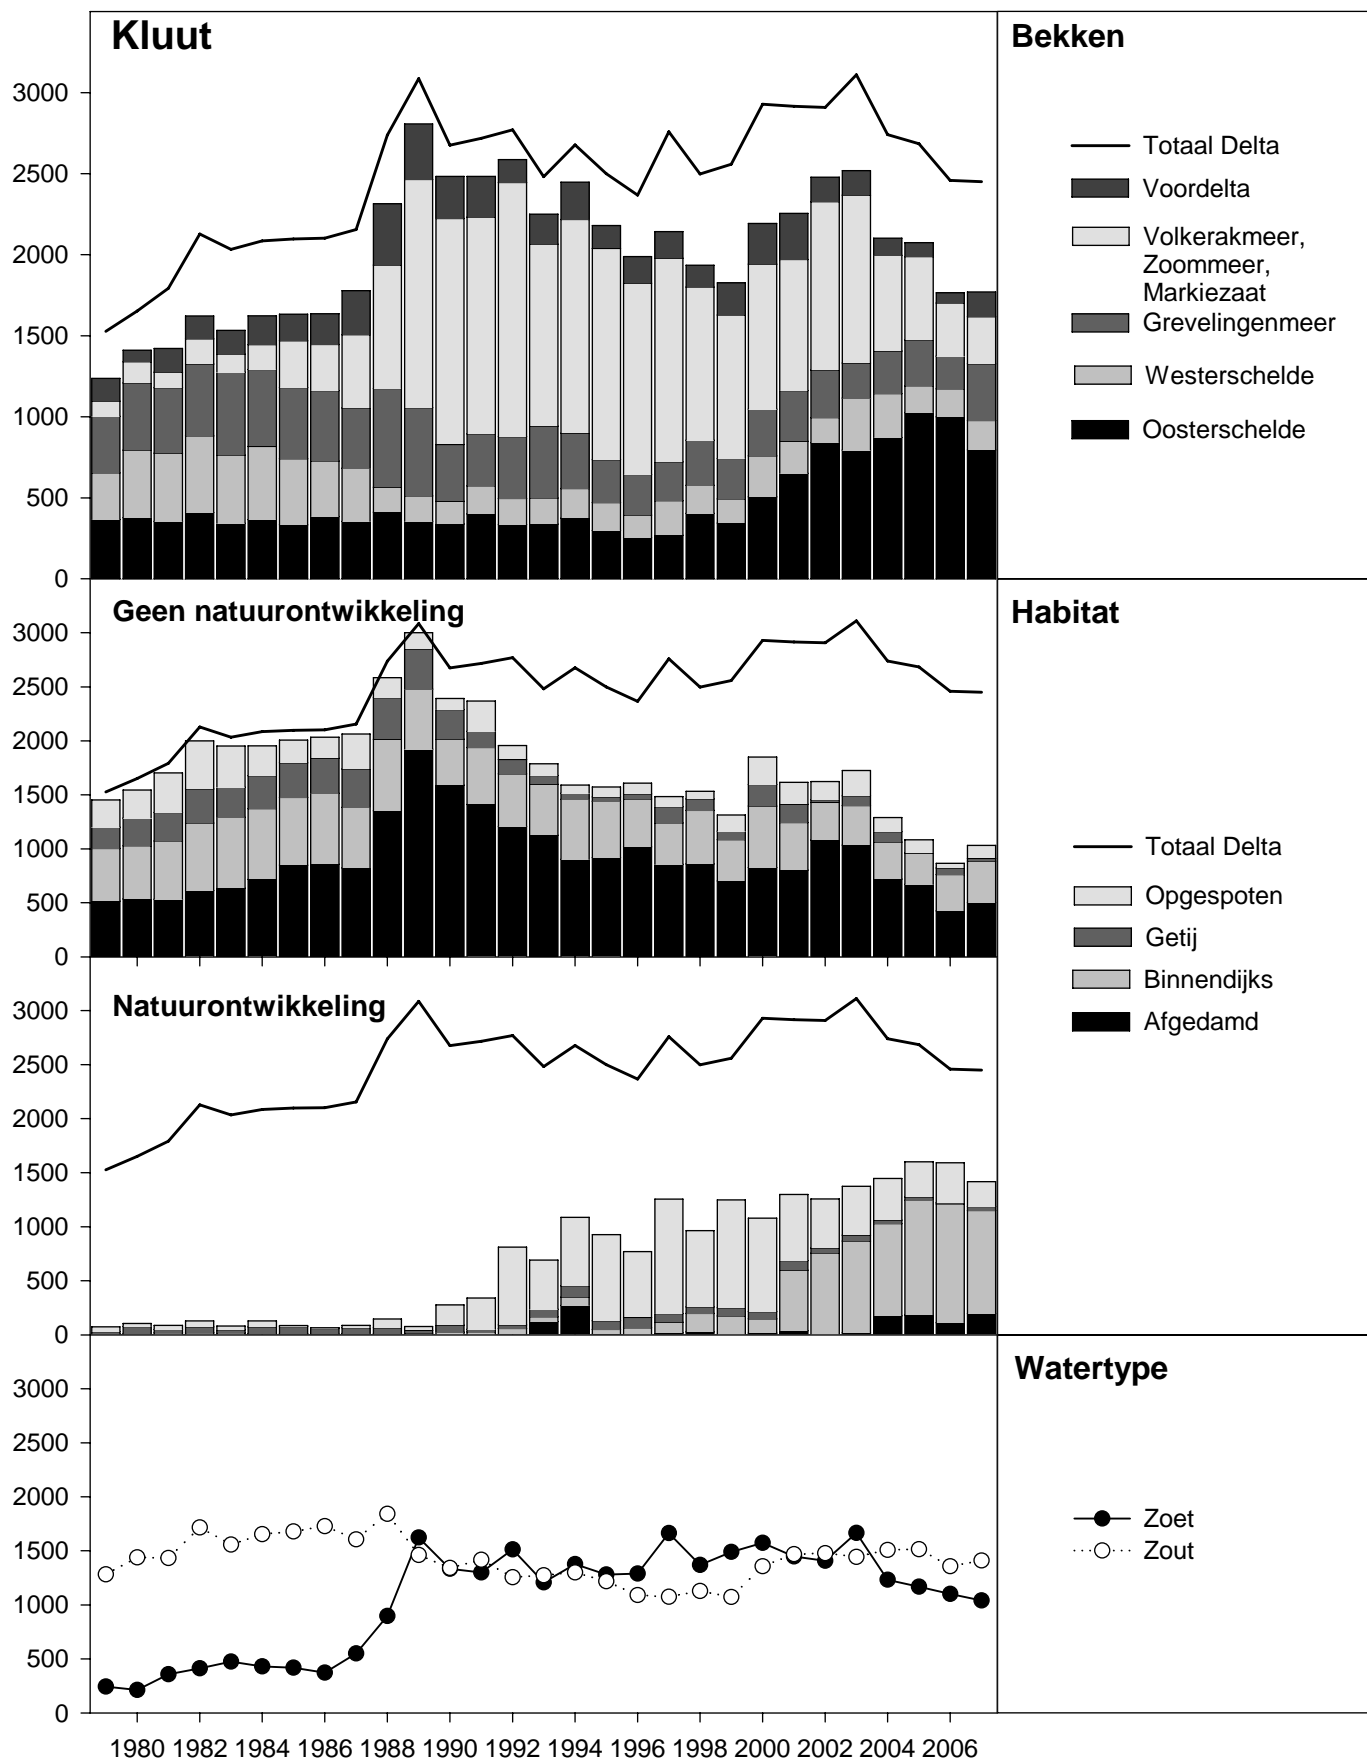 Kluut
Bekken
3000
2500
2000
1500
1000
500
0
Totaal Delta
Voordelta
Volkerakmeer,
Zoommeer,
Markiezaat
Grevelingenmeer
Westerschelde
Oosterschelde
Geen natuurontwikkeling
Habitat
3000
2500
2000
1500
1000
500
0
Totaal Delta
Opgespoten
Getij
Binnendijks
Afgedamd
Natuurontwikkeling
3000
2500
2000
1500
1000
500
0
Watertype
3000
2500
2000
1500
1000
500
0
Zoet
Zout
1980 1982 1984 1986 1988 1990 1992 1994 1996 1998 2000 2002 2004 2006